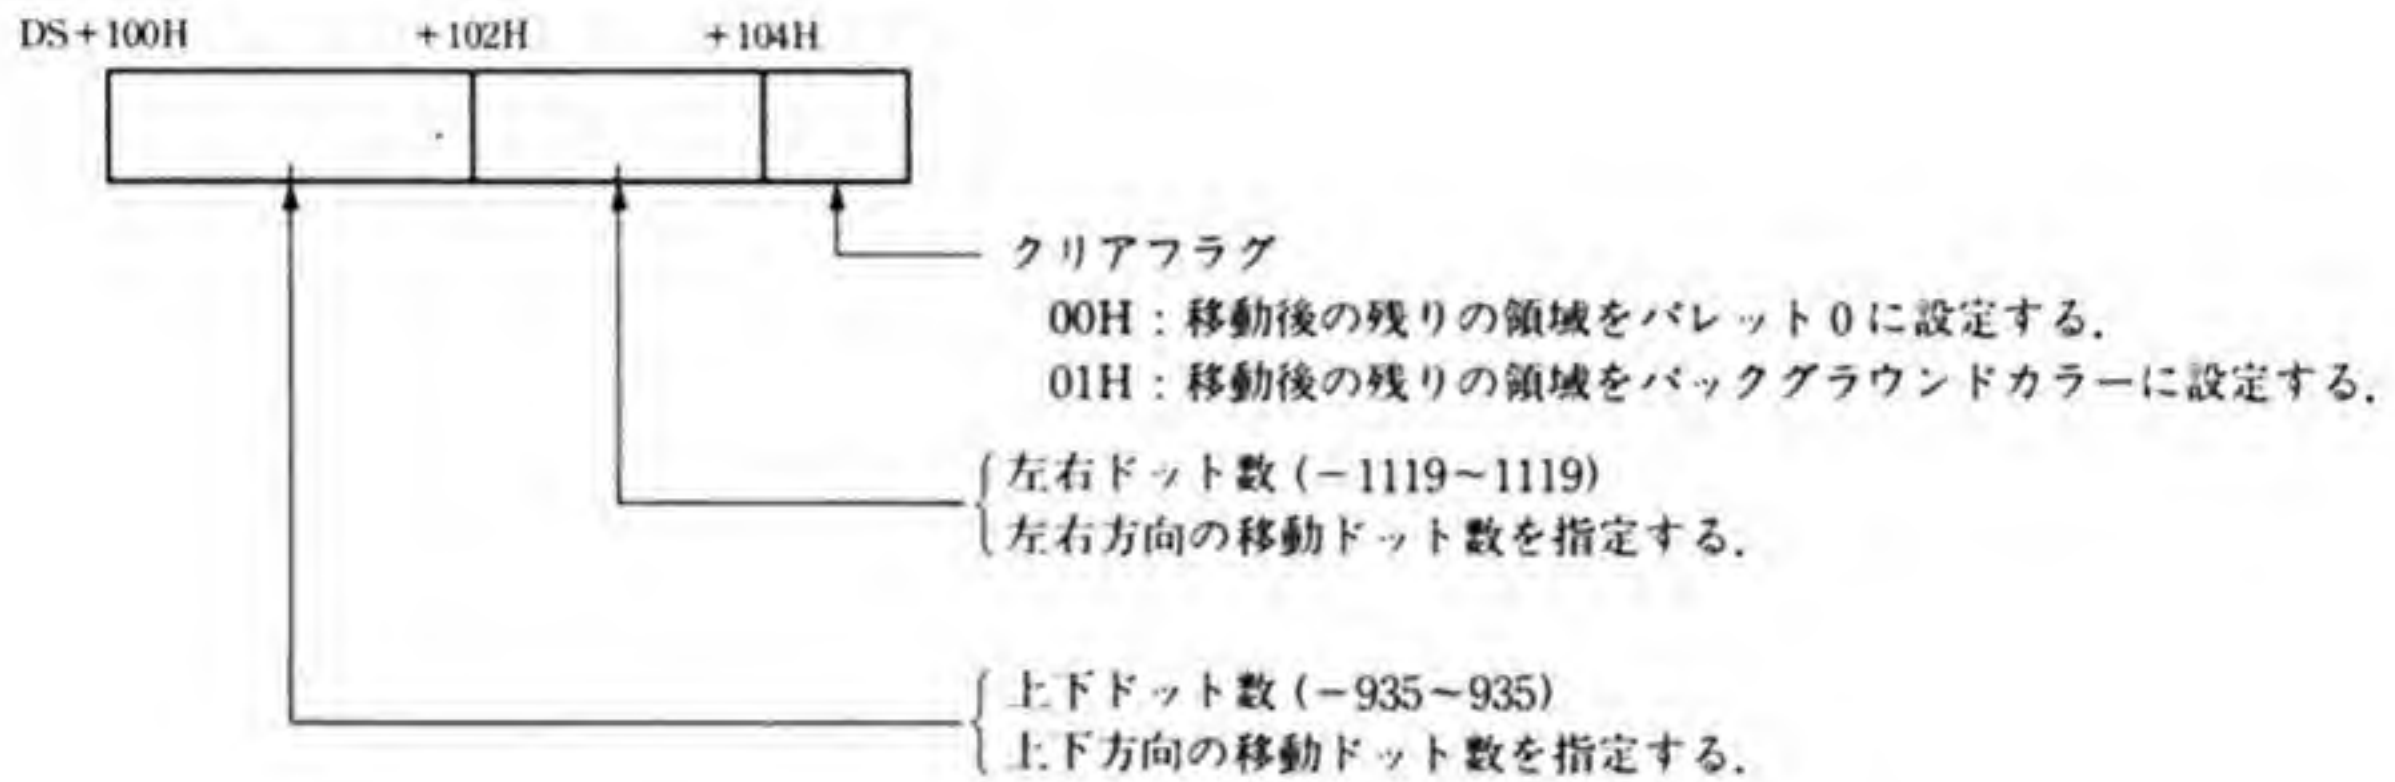 DS+100H +102H +104H
クリアフラグ
00H：移動後の残りの領域をパレット0に設定する．
01H：移動後の残りの領域をバックグラウンドカラーに設定する．
左右ドット数（－1119～1119）
左右方向の移動ドット数を指定する．
上下ドット数（－935～935）
上下方向の移動ドット数を指定する．